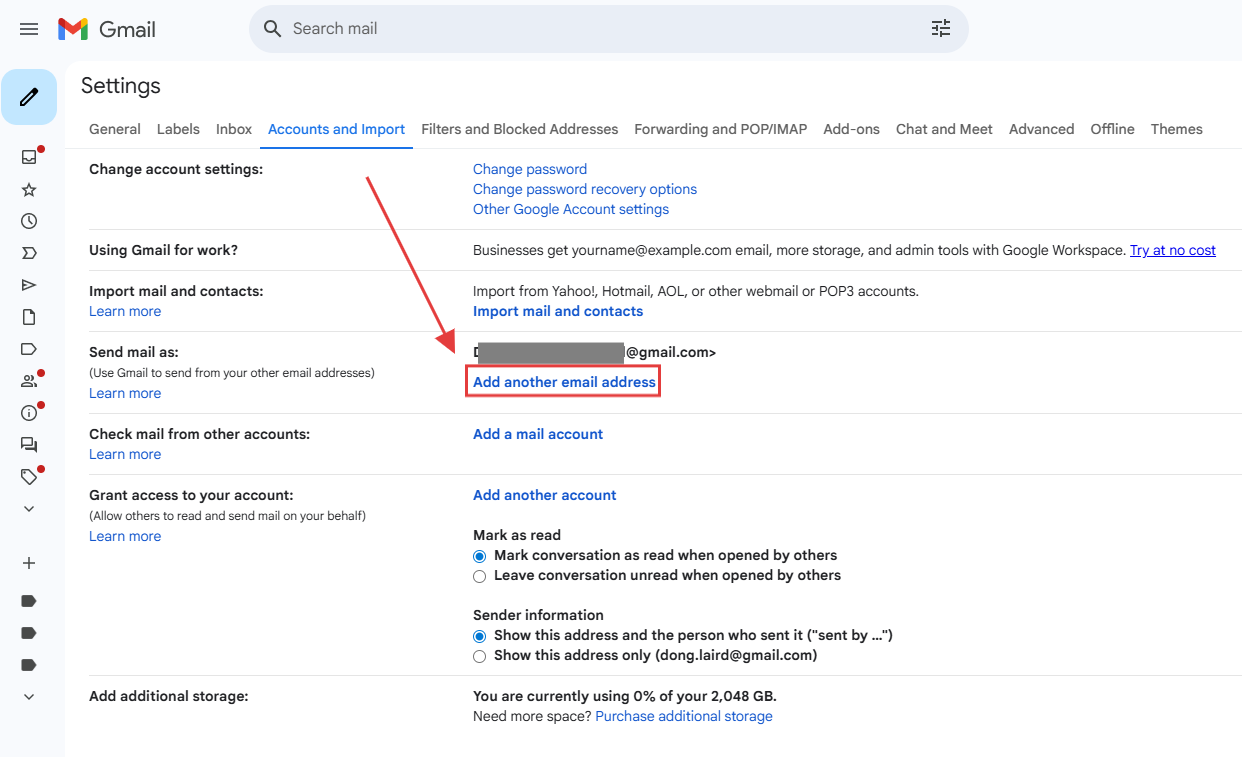 Gmail
Search mail
Settings
General Labels Inbox Accounts and Import Filters and Blocked Addresses Forwarding and POP/IMAP Add-ons Chat and Meet Advanced Offline Themes
Change account settings:
Change password
Change password recovery options
Other Google Account settings
Using Gmail for work?
Businesses get yourname@example.com email, more storage, and admin tools with Google Workspace. Try at no cost
Import mail and contacts:
Learn more
Import from Yahoo!, Hotmail, AOL, or other webmail or POP3 accounts.
Import mail and contacts
Send mail as:
(Use Gmail to send from your other email addresses)
Learn more
@gmail.com>
Add another email address
Check mail from other accounts:
Learn more
Add a mail account
Grant access to your account:
(Allow others to read and send mail on your behalf)
Learn more
Add another account
Mark as read
Mark conversation as read when opened by others
Leave conversation unread when opened by others
Sender information
Show this address and the person who sent it ("sent by ...")
Show this address only (dong.laird@gmail.com)
Add additional storage:
You are currently using 0% of your 2,048 GB.
Need more space? Purchase additional storage